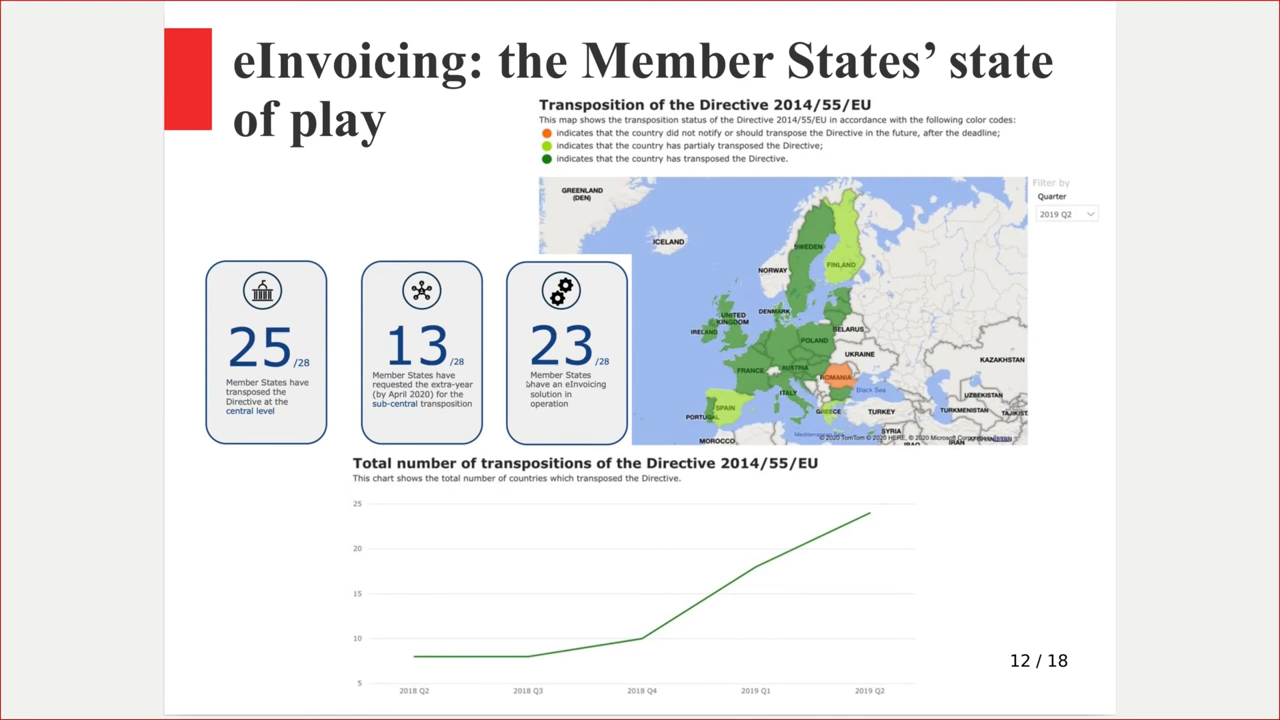 eInvoicing: the Member States’ state
of play
Transposition of the Directive 2014/55/EU
This map shows the transposition status of the Directive 2014/55/EU in accordance with the following color codes:
indicates that the country did not notify or should transpose the Directive in the future, after the deadline;
indicates that the country has partialy transposed the Directive;
indicates that the country has transposed the Directive.
Filter by
Quarter
2019 Q2
GREENLAND
(DEN)
ICELAND
SWEDEN
FINLAND
NORWAY
UNITED
KINGDOM
DENMARK
IRELAND
BELARUS
POLAND
UKRAINE
KAZAKHSTAN
FRANCE
AUSTRIA
ROMANIA
Black Sea
ITALY
UZBEKISTAN
SPAIN
PORTUGAL
GREECE
TURKEY
TURKMENISTAN
TAJIKIST
SYRIA
MOROCCO
IRAN
© 2020 TomTom © 2020 HERE, © 2020 Microsoft
25/28
Member States have
transposed the
Directive at the
central level
13/28
Member States have
requested the extra-year
(by April 2020) for the
sub-central transposition
23/28
Member States
have an eInvoicing
solution in
operation
Total number of transpositions of the Directive 2014/55/EU
This chart shows the total number of countries which transposed the Directive.
25
20
15
10
5
2018 Q2
2018 Q3
2018 Q4
2019 Q1
2019 Q2
12 / 18